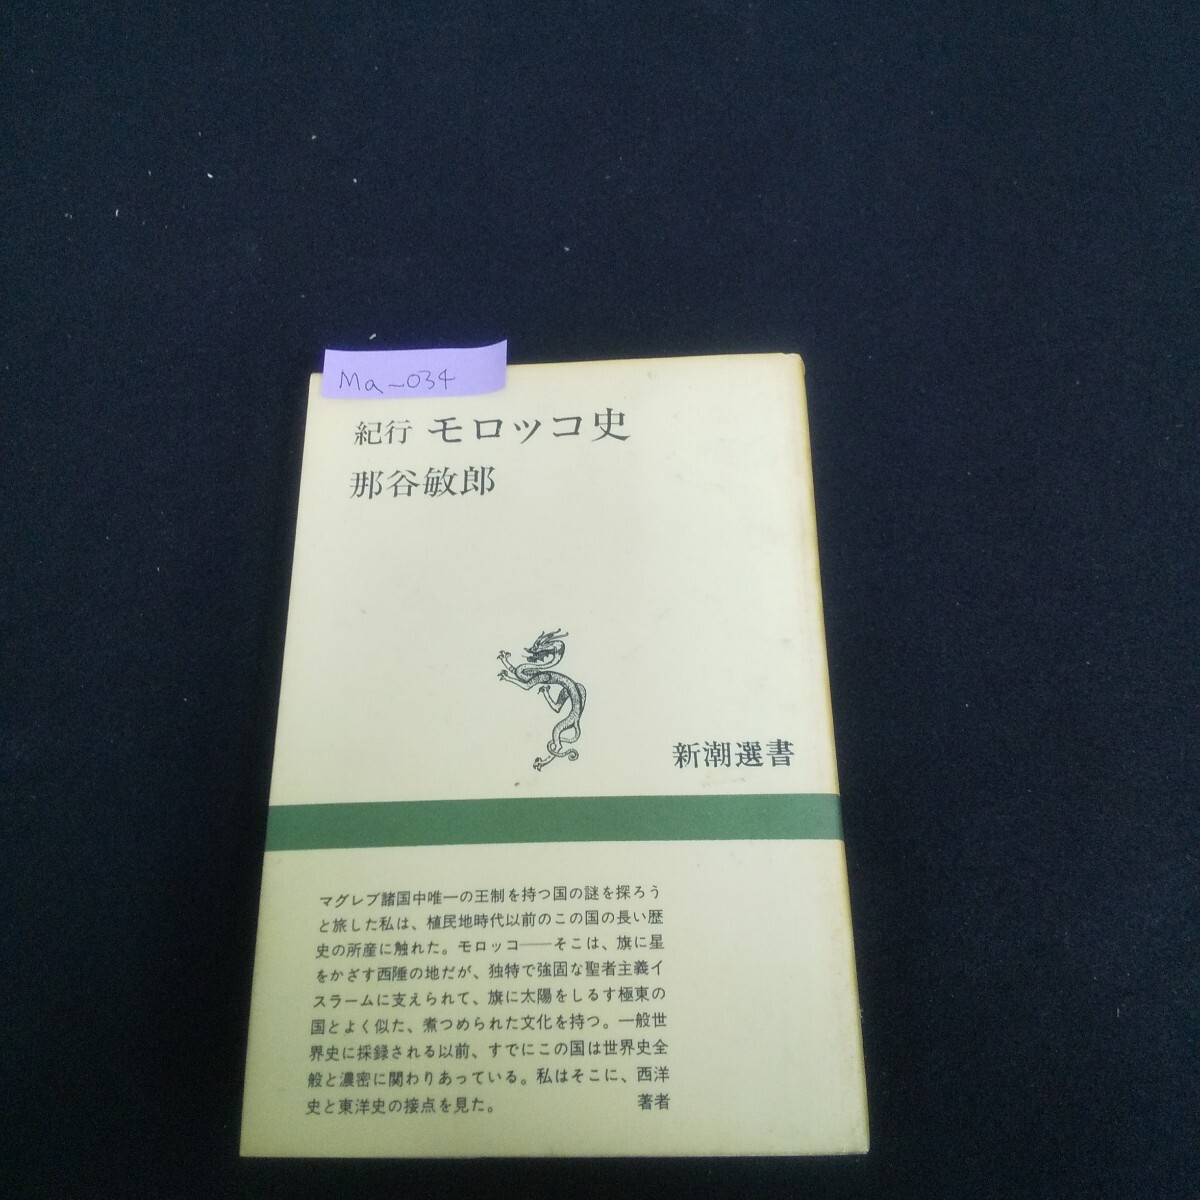 Ma-034
紀行 モロッコ史
那谷敏郎
新潮選書
マグレブ諸国中唯一の王制を持つ国の謎を探ろう
と旅した私は、植民地時代以前のこの国の長い歴
史の所産に触れた。モロッコ――そこは、旗に星
をかざす西陲の地だが、独特で強固な聖者主義イ
スラームに支えられて、旗に太陽をしるす極東の
国とよく似た、煮つめられた文化を持つ。一般世
界史に採録される以前、すでにこの国は世界史全
般と濃密に関わりあっている。私はそこに、西洋
史と東洋史の接点を見た。 著者